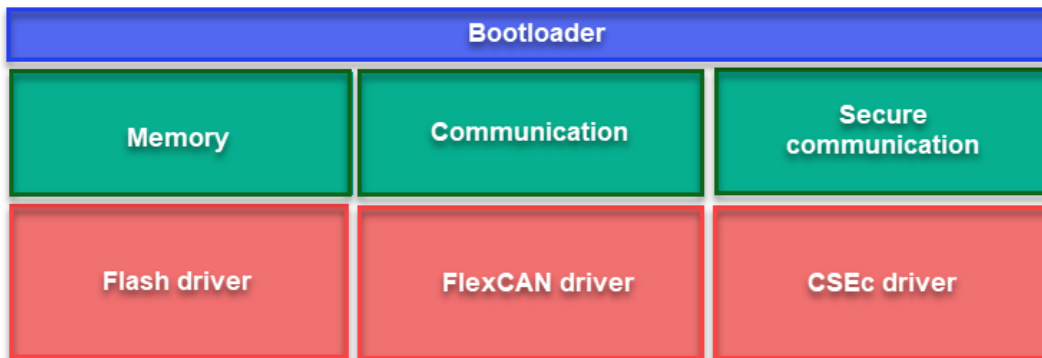 Bootloader
Memory
Communication
Secure
communication
Flash driver
FlexCAN driver
CSEc driver